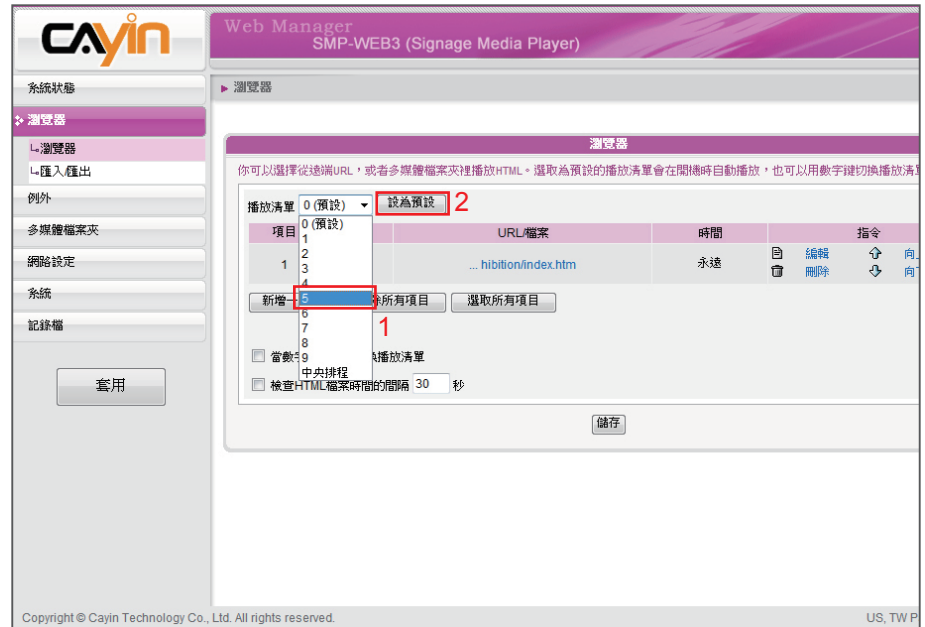 CAYIN
Web Manager
SMP-WEB3 (Signage Media Player)
系統狀態
瀏覽器
瀏覽器
匯入/匯出
例外
多媒體檔案夾
網路設定
系統
記錄檔
套用
瀏覽器
瀏覽器
你可以選擇從遠端URL,或者多媒體檔案夾裡播放HTML。選取為預設的播放清單會在開機時自動播放,也可以用數字鍵切換播放清單
播放清單 0 (預設) 設為預設 2
0 (預設)
1
2
3
4
5
6
7
8
9
中央排程
1
項目 URL/檔案 時間 指令
1 ... hibition/index.htm 永遠 編輯 向上
刪除 向下
新增一 除所有項目 選取所有項目
當數字 換播放清單
檢查HTML檔案時間的間隔 30 秒
儲存
Copyright © Cayin Technology Co., Ltd. All rights reserved.
US, TW P